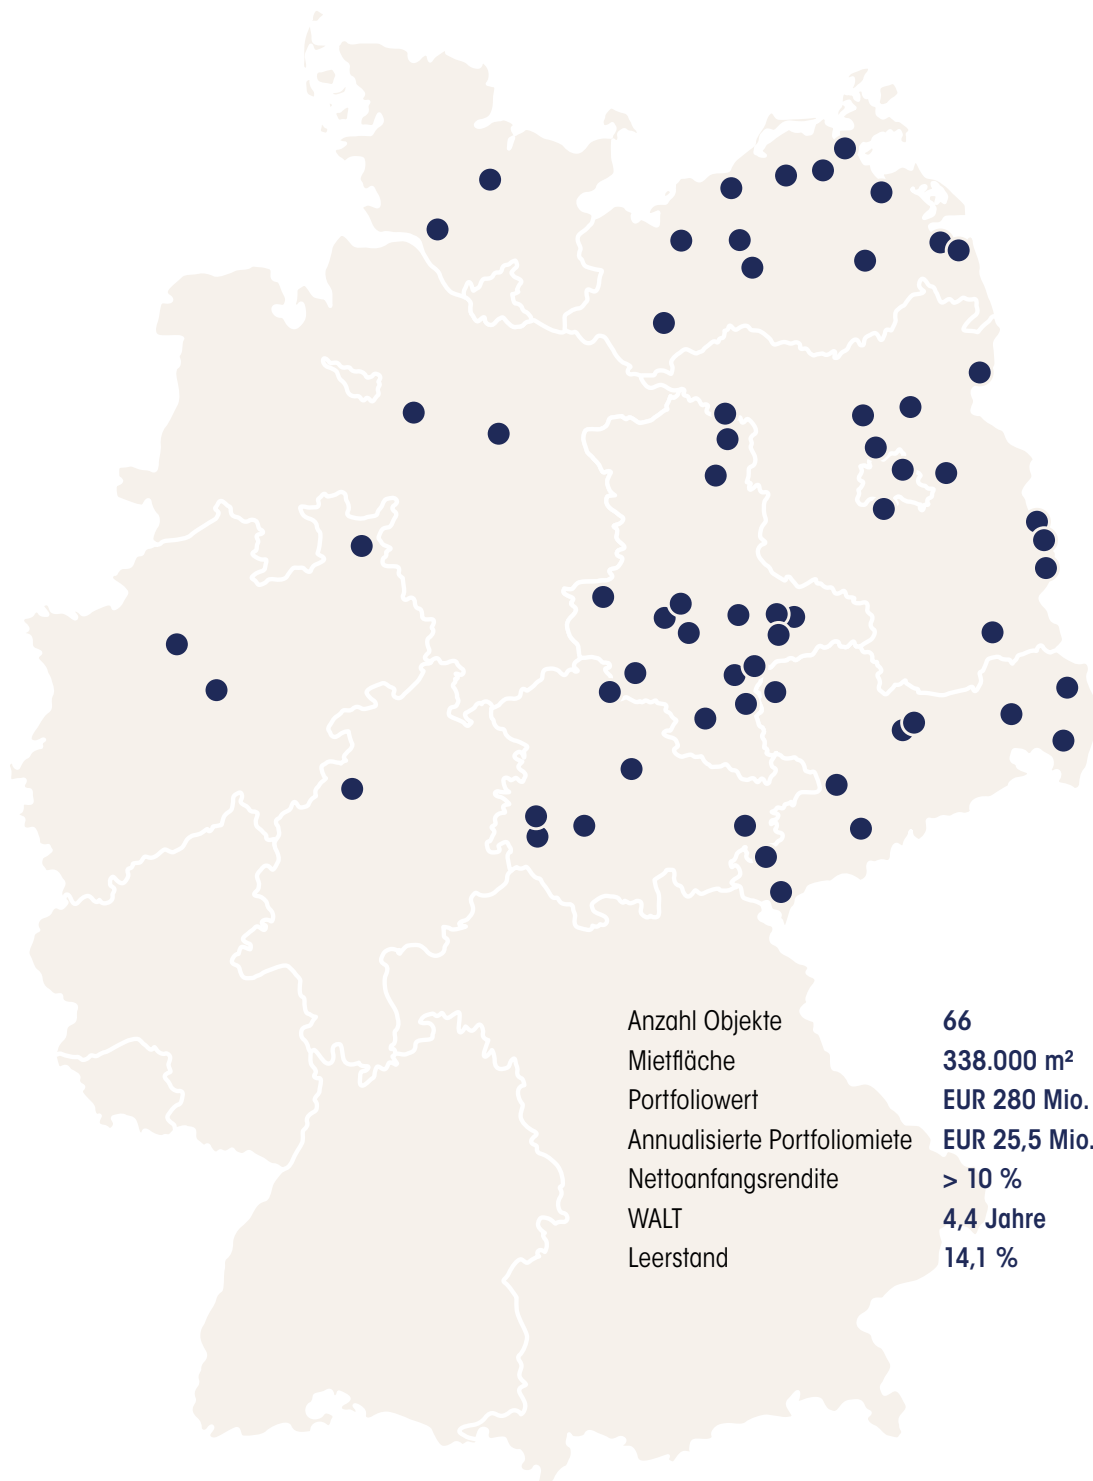 Anzahl Objekte 66
Mietfläche 338.000 m²
Portfoliowert EUR 280 Mio.
Annualisierte Portfoliomiete EUR 25,5 Mio.
Nettoanfangsrendite > 10 %
WALT 4,4 Jahre
Leerstand 14,1 %